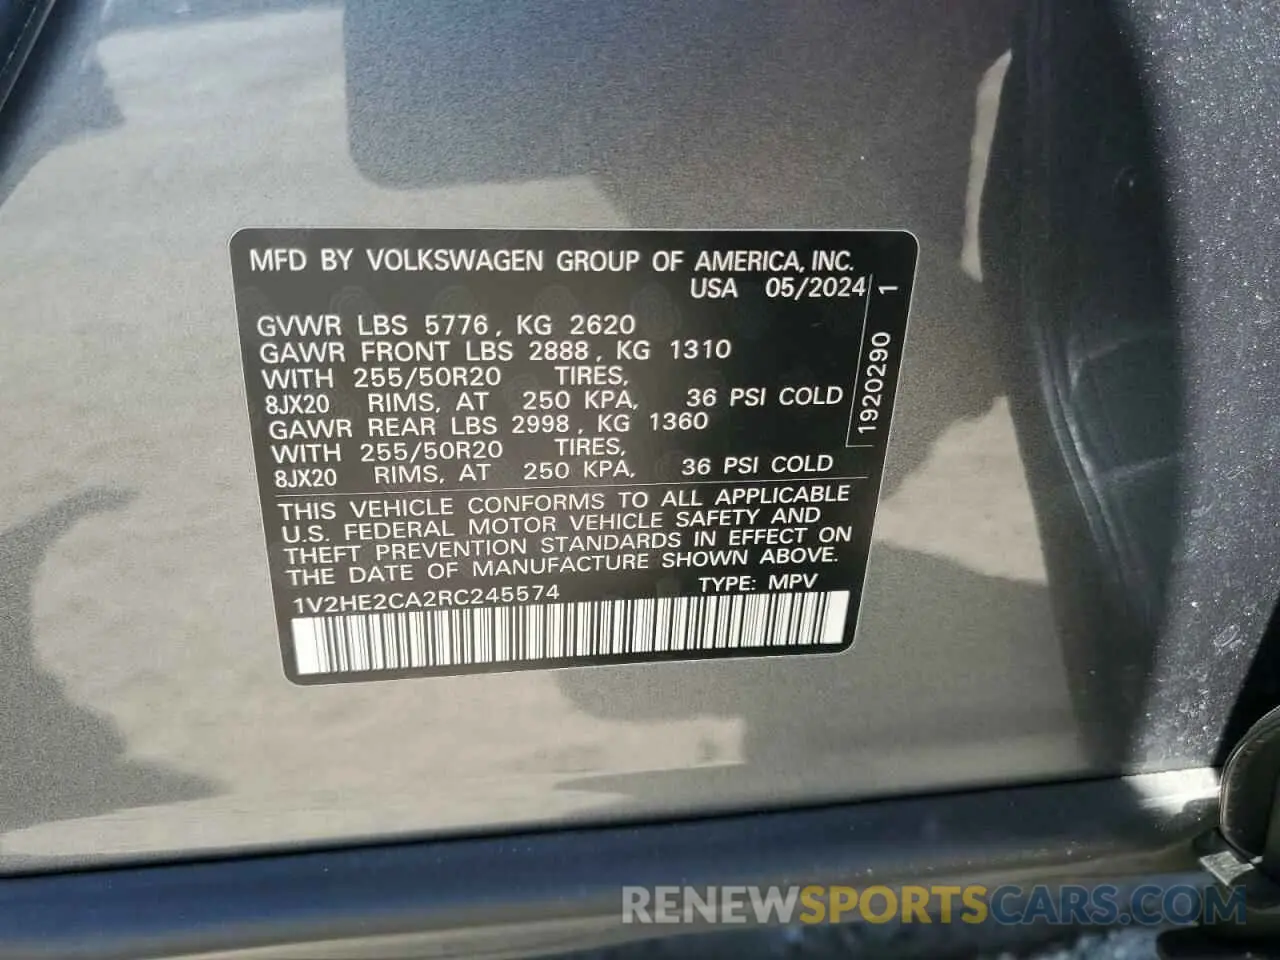 MFD BY VOLKSWAGEN GROUP OF AMERICA, INC.
USA 05/2024
1920290 1
GVWR LBS 5776, KG 2620
GAWR FRONT LBS 2888, KG 1310
WITH 255/50R20 TIRES,
8JX20 RIMS, AT 250 KPA, 36 PSI COLD
GAWR REAR LBS 2998, KG 1360
WITH 255/50R20 TIRES,
8JX20 RIMS, AT 250 KPA, 36 PSI COLD
THIS VEHICLE CONFORMS TO ALL APPLICABLE
U.S. FEDERAL MOTOR VEHICLE SAFETY AND
THEFT PREVENTION STANDARDS IN EFFECT ON
THE DATE OF MANUFACTURE SHOWN ABOVE.
1V2HE2CA2RC245574 TYPE: MPV
RENEWSPORTSCARS.COM